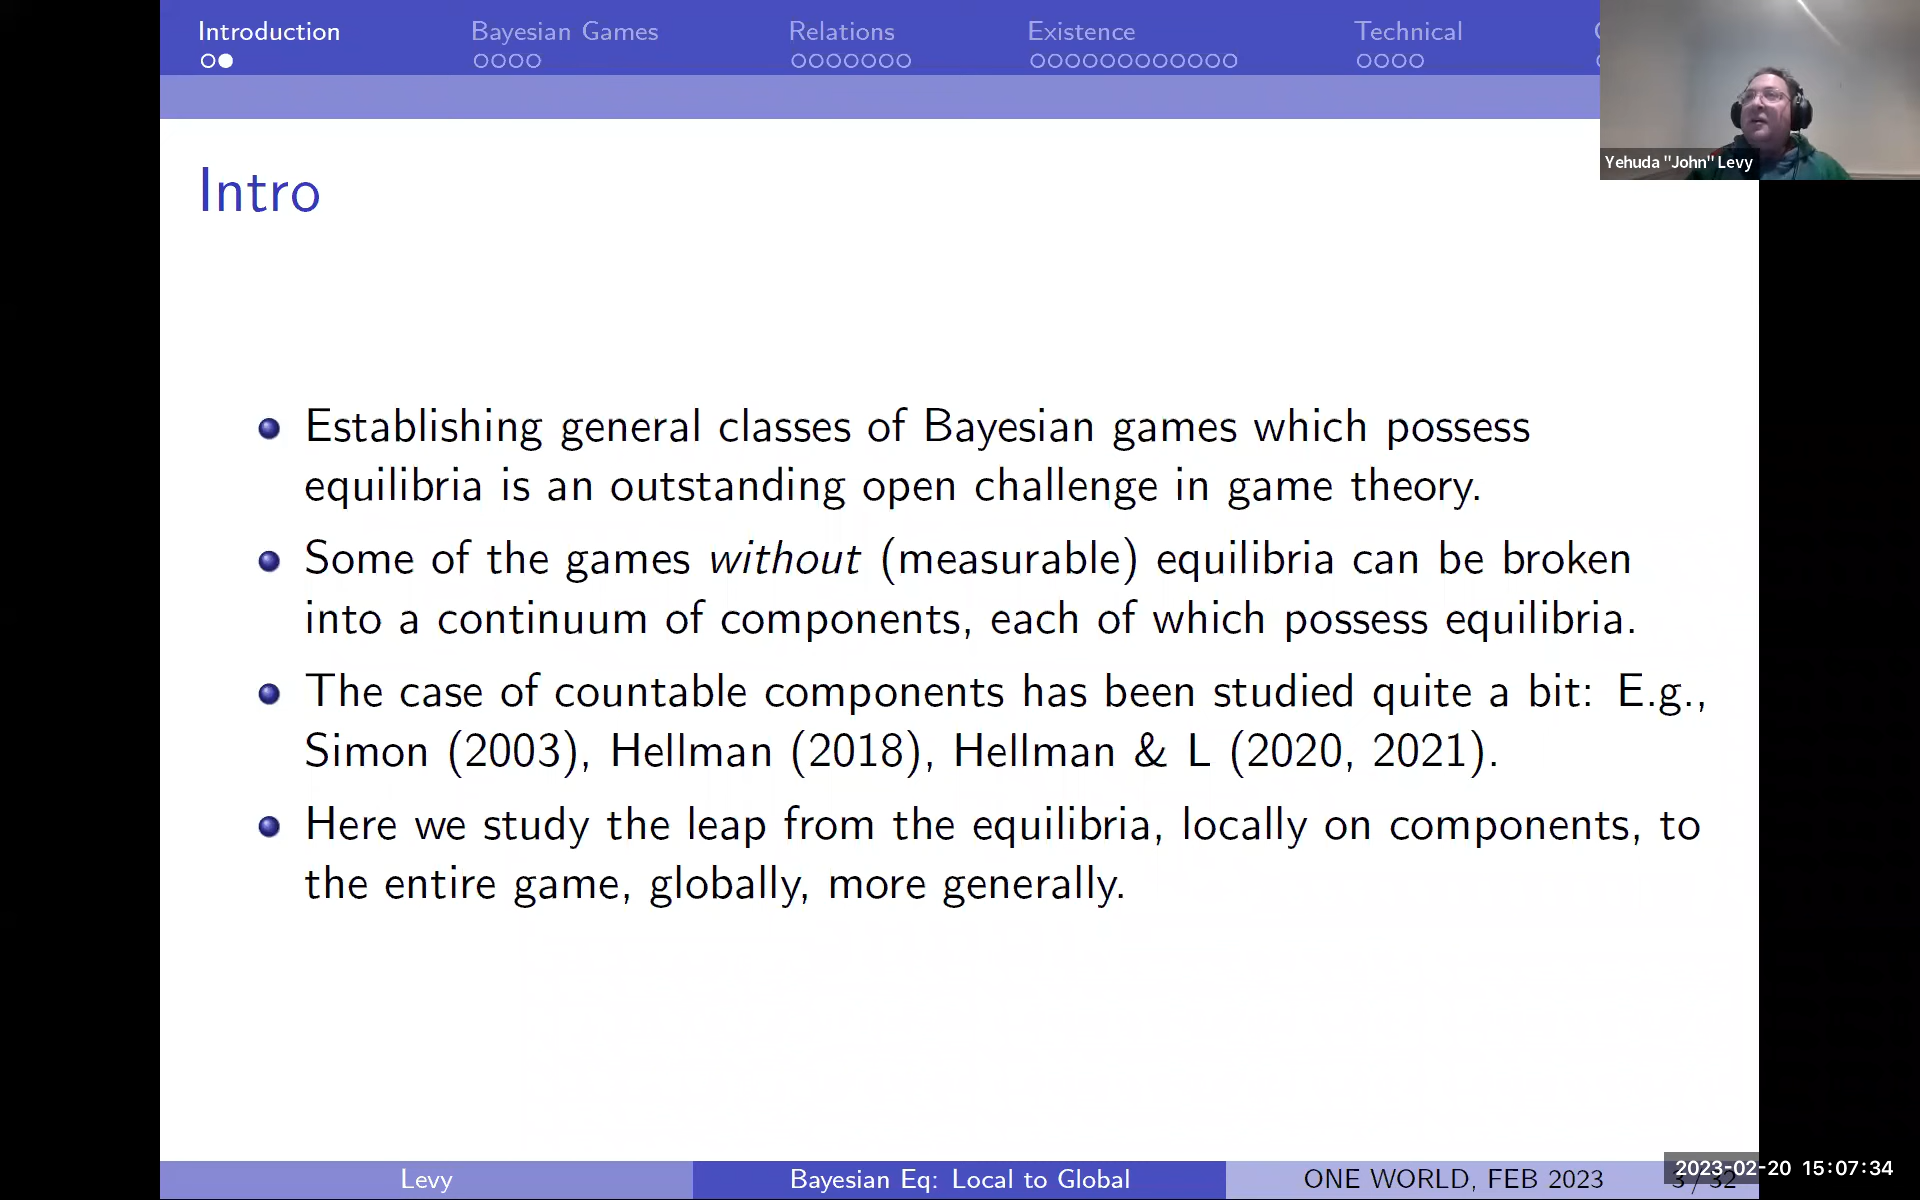 Introduction
Bayesian Games
Relations
Existence
Technical
Yehuda "John" Levy
Intro
Establishing general classes of Bayesian games which possess
equilibria is an outstanding open challenge in game theory.
Some of the games without (measurable) equilibria can be broken
into a continuum of components, each of which possess equilibria.
The case of countable components has been studied quite a bit: E.g.,
Simon (2003), Hellman (2018), Hellman & L (2020, 2021).
Here we study the leap from the equilibria, locally on components, to
the entire game, globally, more generally.
Levy
Bayesian Eq: Local to Global
ONE WORLD, FEB 2023
3 / 32
2023-02-20 15:07:34